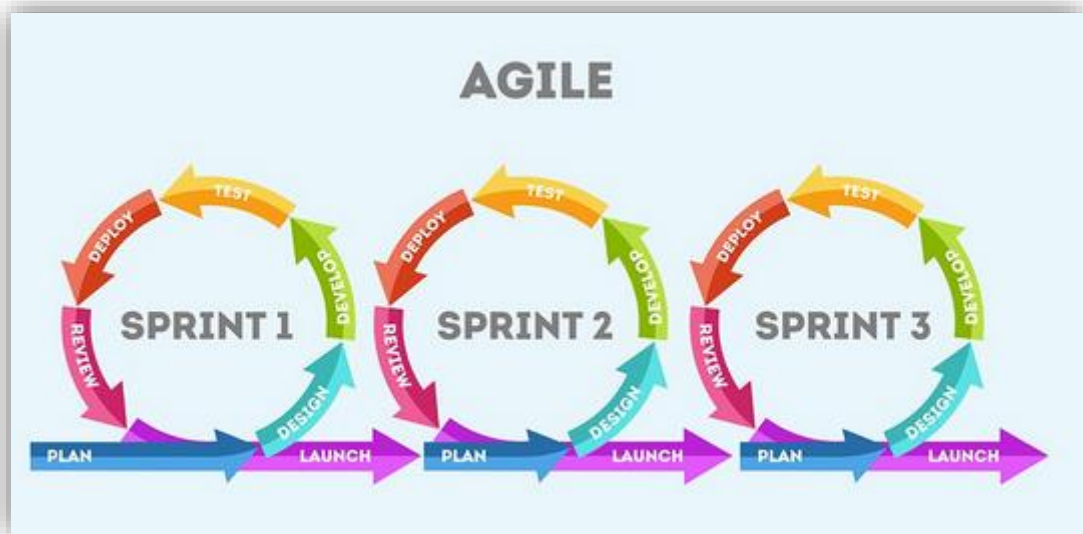 AGILE
TEST
DEPLOY
DEVELOP
SPRINT 1
REVIEW
DESIGN
PLAN
LAUNCH
TEST
DEPLOY
DEVELOP
SPRINT 2
REVIEW
DESIGN
PLAN
LAUNCH
TEST
DEPLOY
DEVELOP
SPRINT 3
REVIEW
DESIGN
PLAN
LAUNCH